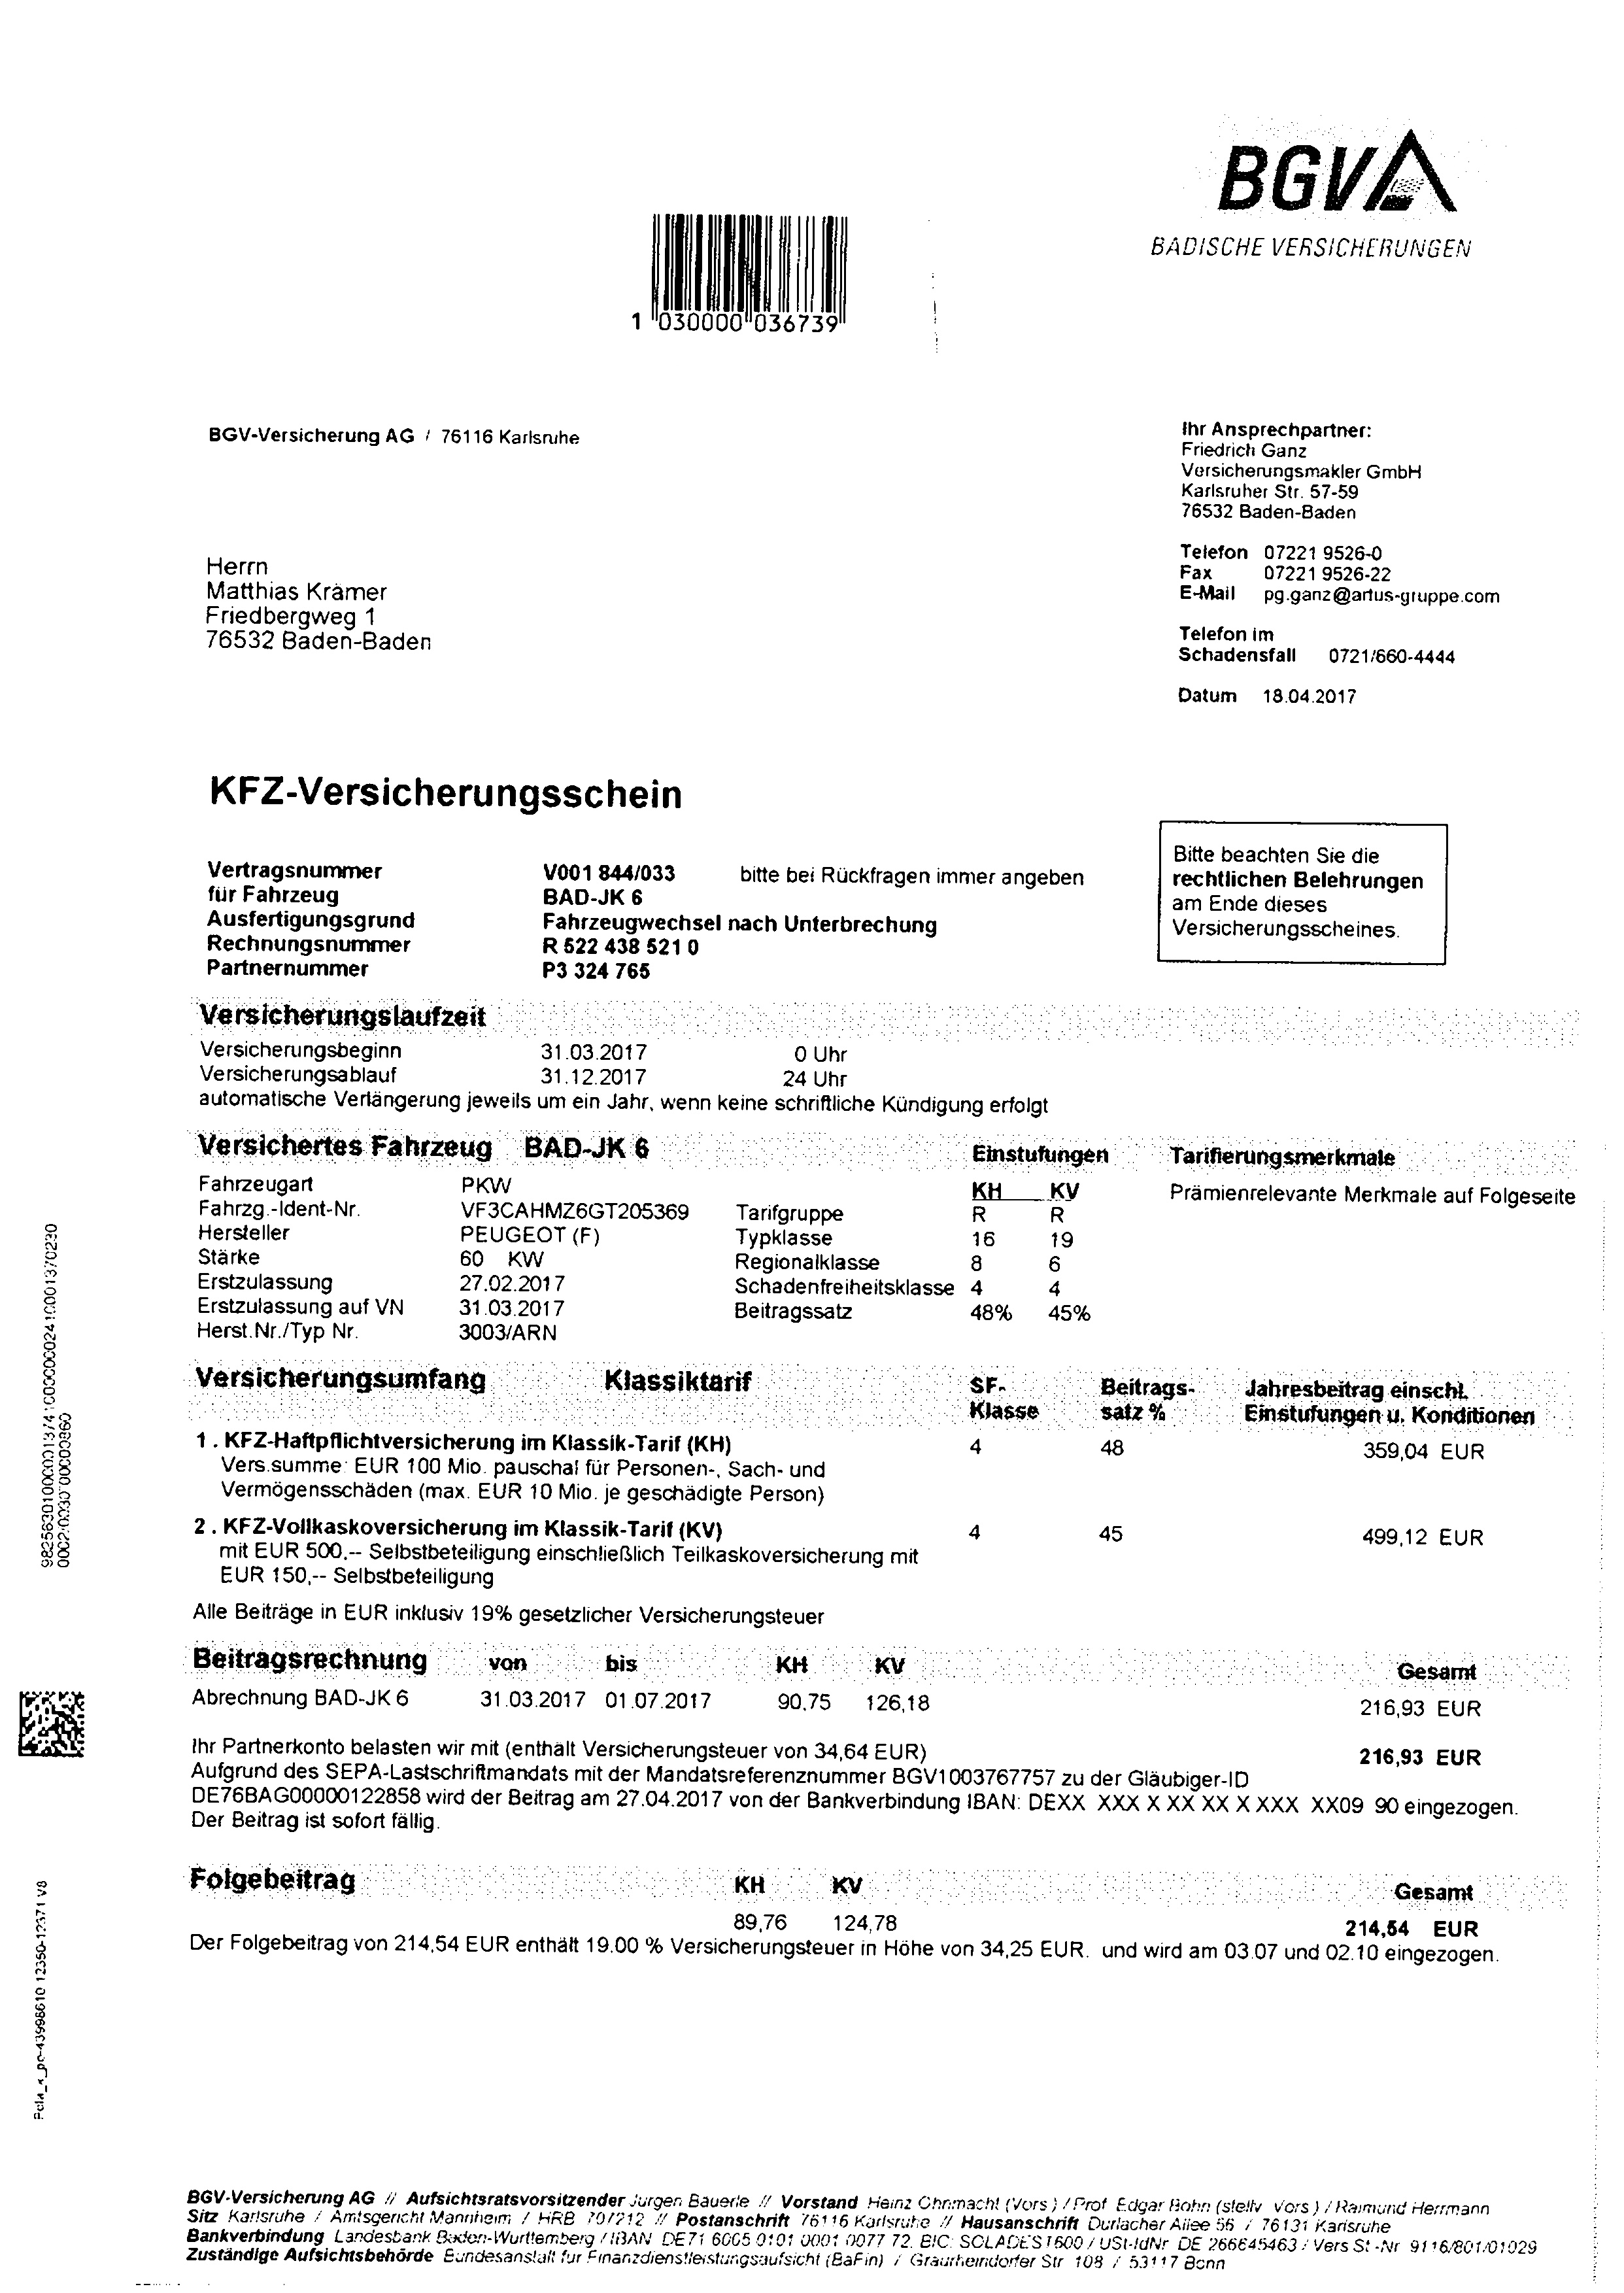 BGV
BADISCHE VERSICHERUNGEN
1 030000 036739
BGV-Versicherung AG / 76116 Karlsruhe
Ihr Ansprechpartner:
Friedrich Ganz
Versicherungsmakler GmbH
Karlsruher Str. 57-59
76532 Baden-Baden
Telefon 07221 9526-0
Fax 07221 9526-22
E-Mail pg.ganz@artus-gruppe.com
Telefon im
Schadensfall 0721/660-4444
Datum 18.04.2017
Herrn
Matthias Krämer
Friedbergweg 1
76532 Baden-Baden
KFZ-Versicherungsschein
Vertragsnummer V001 844/033 bitte bei Rückfragen immer angeben
für Fahrzeug BAD-JK 6
Ausfertigungsgrund Fahrzeugwechsel nach Unterbrechung
Rechnungsnummer R 522 438 521 0
Partnernummer P3 324 765
Bitte beachten Sie die
rechtlichen Belehrungen
am Ende dieses
Versicherungsscheines.
Versicherungslaufzeit
Versicherungsbeginn 31.03.2017 0 Uhr
Versicherungsablauf 31.12.2017 24 Uhr
automatische Verlängerung jeweils um ein Jahr, wenn keine schriftliche Kündigung erfolgt
Versichertes Fahrzeug BAD-JK 6 Einstufungen Tarifierungsmerkmale
Fahrzeugart PKW KH KV Prämienrelevante Merkmale auf Folgeseite
Fahrzg.-Ident-Nr. VF3CAHMZ6GT205369 Tarifgruppe R R
Hersteller PEUGEOT (F) Typklasse 16 19
Stärke 60 KW Regionalklasse 8 6
Erstzulassung 27.02.2017 Schadenfreiheitsklasse 4 4
Erstzulassung auf VN 31.03.2017 Beitragssatz 48% 45%
Herst.Nr./Typ Nr. 3003/ARN
Versicherungsumfang Klassiktarif SF- Beitrags- Jahresbeitrag einschl.
Klasse satz % Einstufungen u. Konditionen
1 . KFZ-Haftpflichtversicherung im Klassik-Tarif (KH) 4 48 359,04 EUR
Vers.summe: EUR 100 Mio. pauschal für Personen-, Sach- und
Vermögensschäden (max. EUR 10 Mio. je geschädigte Person)
2 . KFZ-Vollkaskoversicherung im Klassik-Tarif (KV) 4 45 499,12 EUR
mit EUR 500,-- Selbstbeteiligung einschließlich Teilkaskoversicherung mit
EUR 150,-- Selbstbeteiligung
Alle Beiträge in EUR inklusiv 19% gesetzlicher Versicherungsteuer
Beitragsrechnung von bis KH KV Gesamt
Abrechnung BAD-JK 6 31.03.2017 01.07.2017 90,75 126,18 216,93 EUR
Ihr Partnerkonto belasten wir mit (enthält Versicherungsteuer von 34,64 EUR) 216,93 EUR
Aufgrund des SEPA-Lastschriftmandats mit der Mandatsreferenznummer BGV1003767757 zu der Gläubiger-ID
DE76BAG00000122858 wird der Beitrag am 27.04.2017 von der Bankverbindung IBAN: DEXX XXX X XX XX X XXX XX09 90 eingezogen.
Der Beitrag ist sofort fällig.
Folgebeitrag KH KV Gesamt
89,76 124,78 214,54 EUR
Der Folgebeitrag von 214,54 EUR enthält 19.00 % Versicherungsteuer in Höhe von 34,25 EUR. und wird am 03.07 und 02.10 eingezogen.
BGV-Versicherung AG // Aufsichtsratsvorsitzender Jürgen Bäuerle // Vorstand Heinz Ohnmacht (Vors ) / Prof Edgar Bohn (stellv Vors ) / Raimund Herrmann
Sitz Karlsruhe / Amtsgericht Mannheim / HRB 707212 // Postanschrift 76116 Karlsruhe // Hausanschrift Durlacher Allee 56 / 76131 Karlsruhe
Bankverbindung Landesbank Baden-Württemberg / IBAN DE71 6005 0101 0001 0077 72. BIC: SOLADEST600 / USt-IdNr DE 266645463 / Vers St -Nr 9116/801/01029
Zuständige Aufsichtsbehörde Bundesanstalt für Finanzdienstleistungsaufsicht (BaFin) / Graurheindorfer Str 108 / 53117 Bonn